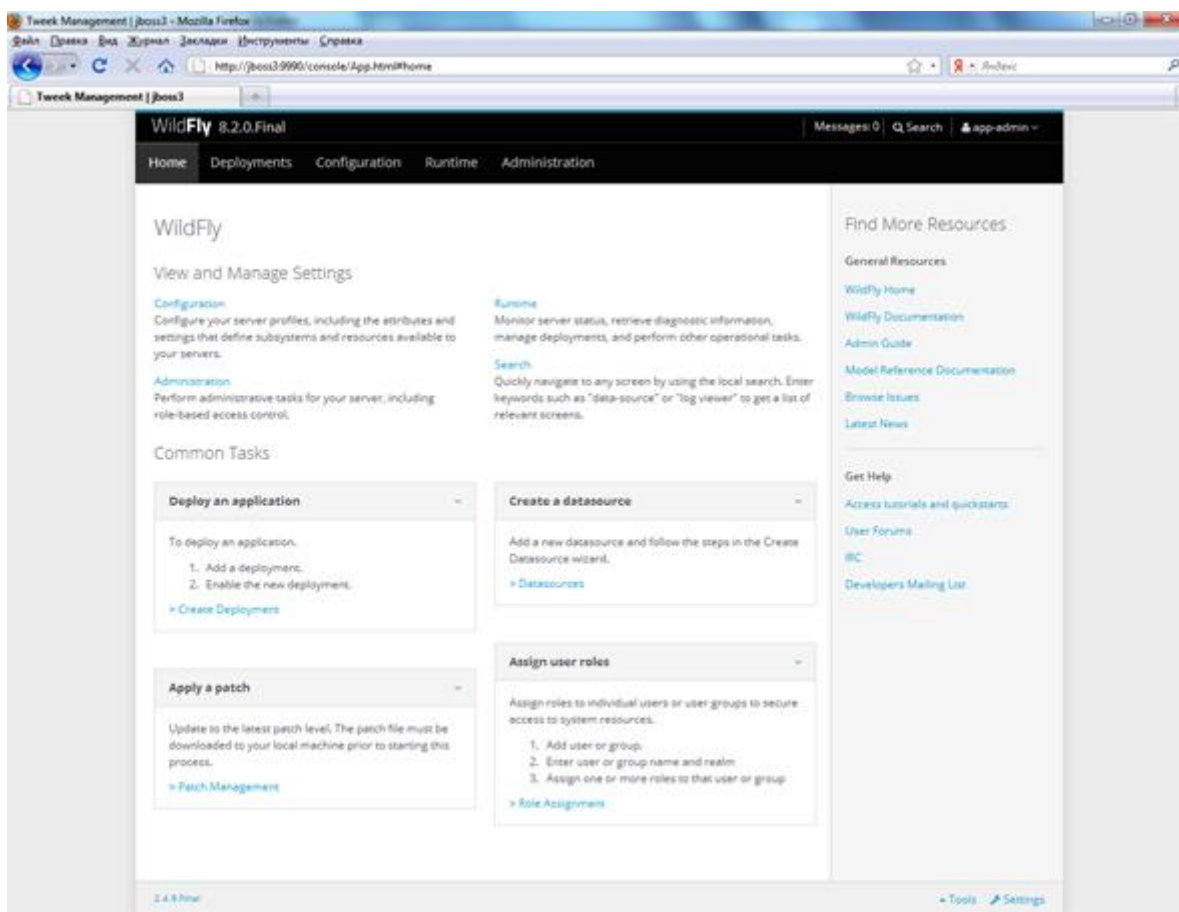 Tweek Management | jboss3 - Mozilla Firefox
Файл Правка Вид Журнал Закладки Инструменты Справка
http://jboss3:9990/console/App.html#home
Яндекс
Tweek Management | jboss3
WildFly 8.2.0.Final
Messages: 0 Search app-admin
Home Deployments Configuration Runtime Administration
WildFly
View and Manage Settings
Configuration
Configure your server profiles, including the attributes and
settings that define subsystems and resources available to
your servers.
Administration
Perform administrative tasks for your server, including
role-based access control.
Runtime
Monitor server status, retrieve diagnostic information,
manage deployments, and perform other operational tasks.
Search
Quickly navigate to any screen by using the local search. Enter
keywords such as "data-source" or "log viewer" to get a list of
relevant screens.
Common Tasks
Deploy an application
To deploy an application.
1. Add a deployment.
2. Enable the new deployment.
» Create Deployment
Create a datasource
Add a new datasource and follow the steps in the Create
Datasource wizard.
» Datasources
Apply a patch
Update to the latest patch level. The patch file must be
downloaded to your local machine prior to starting this
process.
» Patch Management
Assign user roles
Assign roles to individual users or user groups to secure
access to system resources.
1. Add user or group.
2. Enter user or group name and realm
3. Assign one or more roles to that user or group
» Role Assignment
Find More Resources
General Resources
WildFly Home
WildFly Documentation
Admin Guide
Model Reference Documentation
Browse Issues
Latest News
Get Help
Access tutorials and quickstarts
User Forums
IRC
Developers Mailing List
2.4.9.Final
Tools Settings